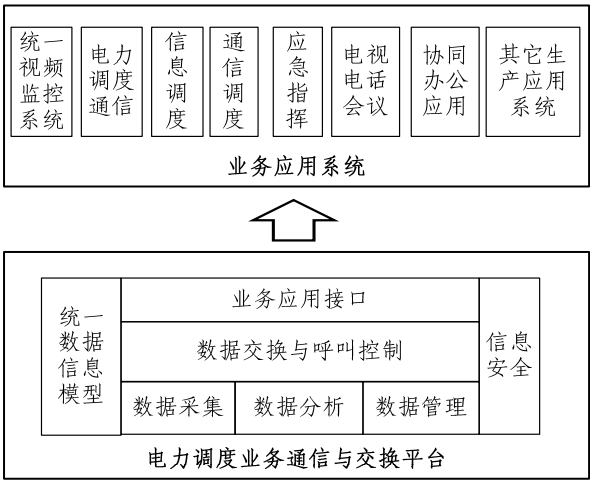 统一
视频
监控
系统
电力
调度
通信
信
息
调
度
通
信
调
度
应
急
指
挥
电视
电话
会议
协同
办公
应用
其它生
产应用
系统
业务应用系统
统一
数据
信息
模型
业务应用接口
数据交换与呼叫控制
数据采集
数据分析
数据管理
信息
安全
电力调度业务通信与交换平台